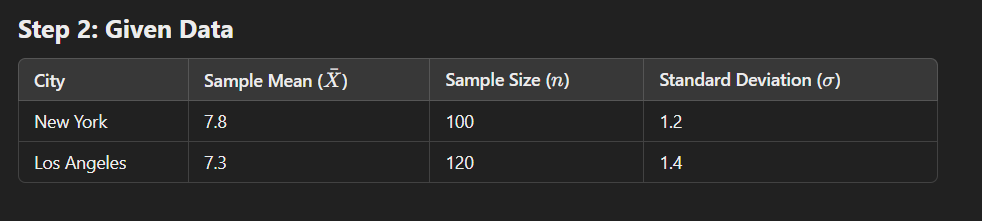 Step 2: Given Data
City Sample Mean (X̄) Sample Size (n) Standard Deviation (σ)
New York 7.8 100 1.2
Los Angeles 7.3 120 1.4